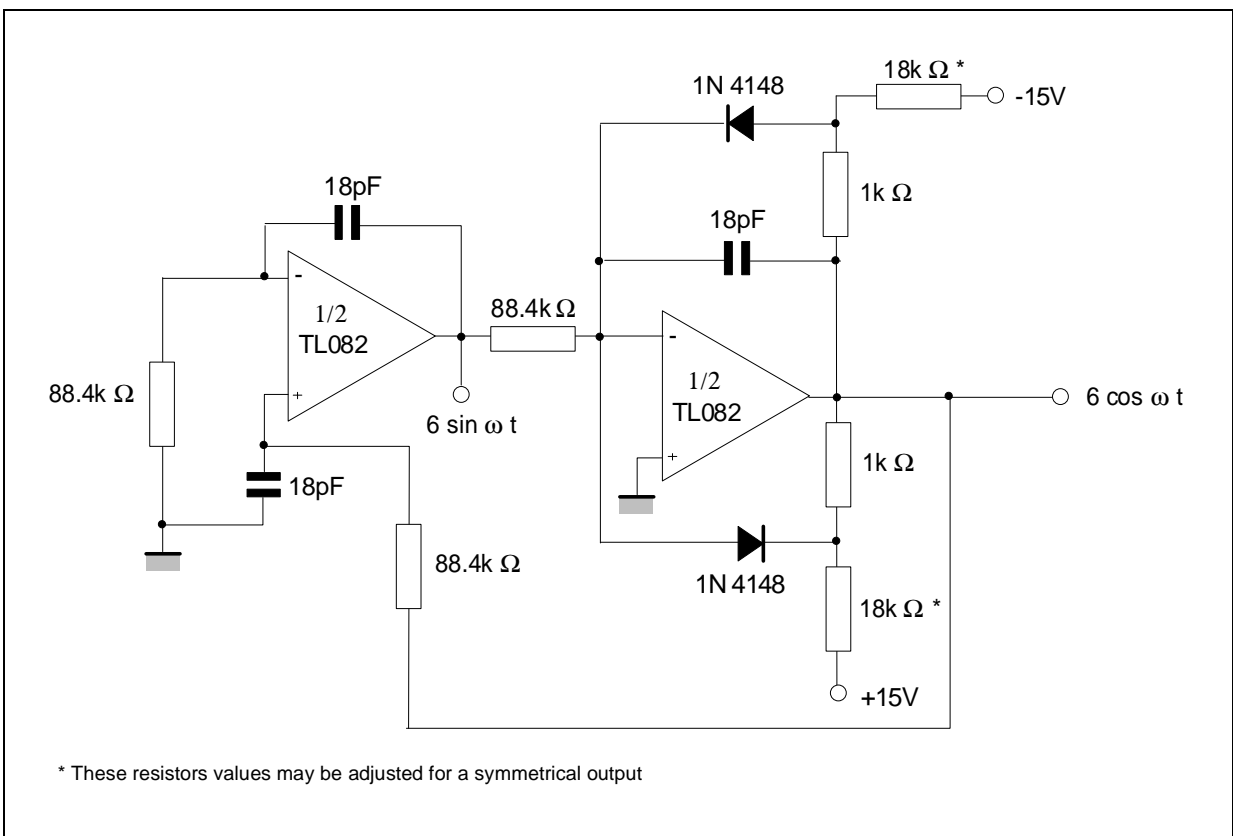 18k Ω *
1N 4148
-15V
1k Ω
18pF
18pF
88.4k Ω
1/2
TL082
-
+
88.4k Ω
6 sin ω t
1/2
TL082
-
+
6 cos ω t
1k Ω
18pF
88.4k Ω
1N 4148
18k Ω *
+15V
* These resistors values may be adjusted for a symmetrical output